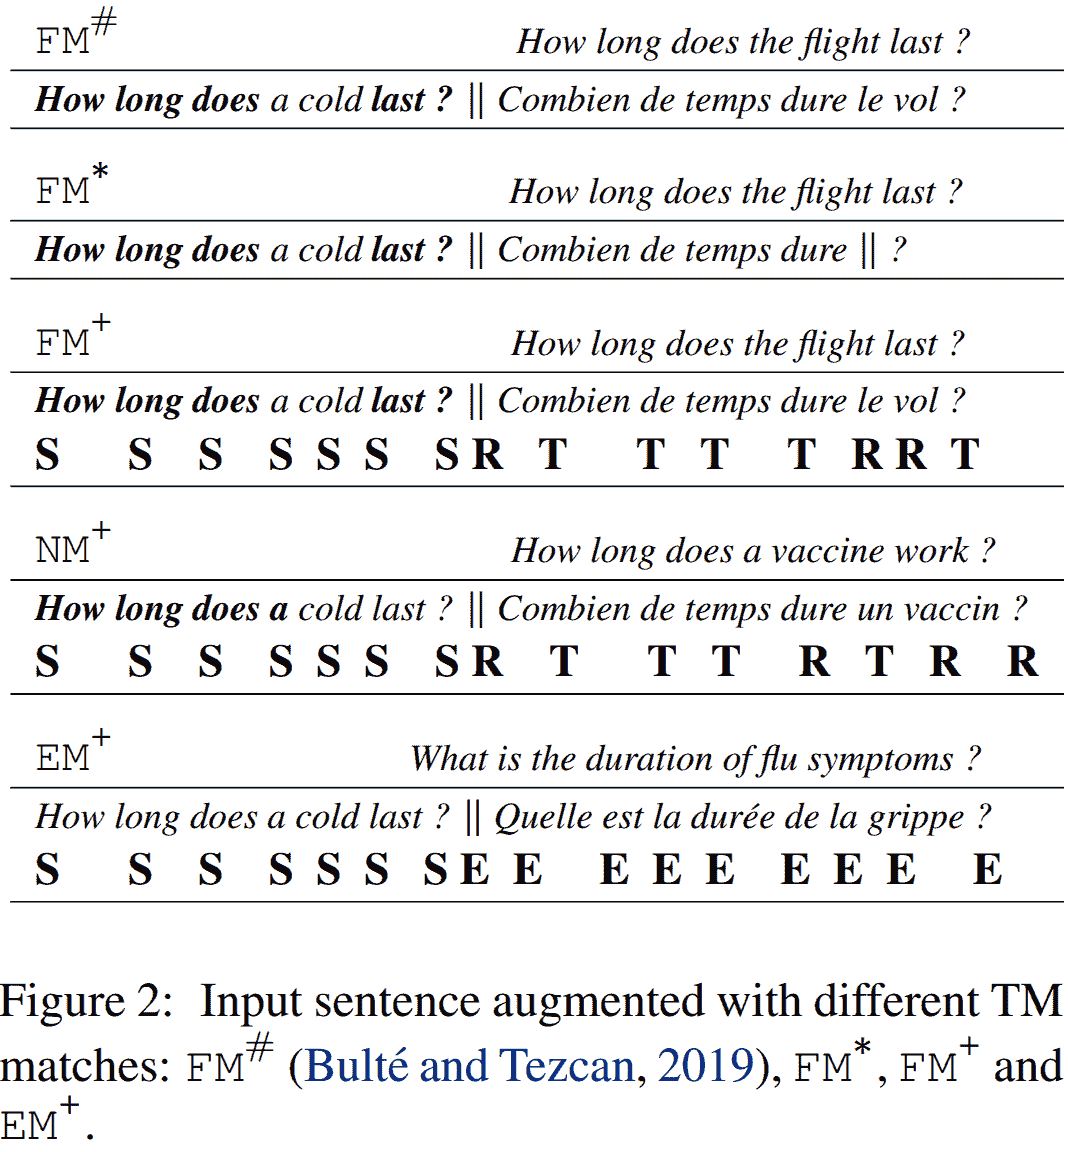 FM# How long does the flight last ?
How long does a cold last ? || Combien de temps dure le vol ?
FM* How long does the flight last ?
How long does a cold last ? || Combien de temps dure || ?
FM+ How long does the flight last ?
How long does a cold last ? || Combien de temps dure le vol ?
S S S S S S S R T T T T R R T
NM+ How long does a vaccine work ?
How long does a cold last ? || Combien de temps dure un vaccin ?
S S S S S S S R T T T R T R R
EM+ What is the duration of flu symptoms ?
How long does a cold last ? || Quelle est la durée de la grippe ?
S S S S S S S E E E E E E E E E
Figure 2: Input sentence augmented with different TM
matches: FM# (Bulté and Tezcan, 2019), FM*, FM+ and
EM+.